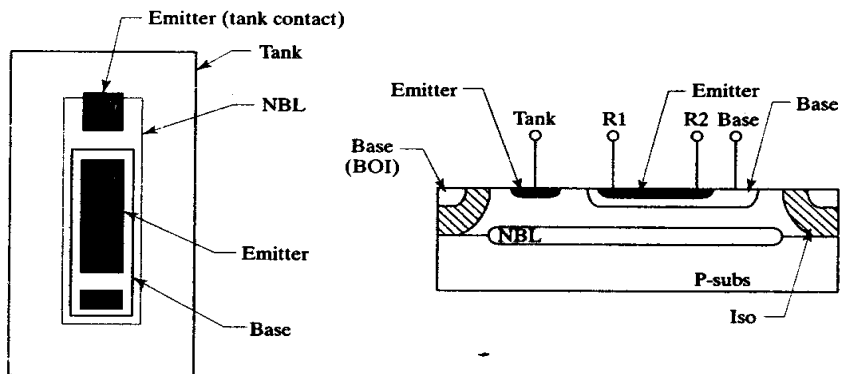 Emitter (tank contact)
Tank
NBL
Emitter
Base
Emitter
Emitter
Base
Tank
R1
R2
Base
Base
(BOI)
NBL
P-subs
Iso